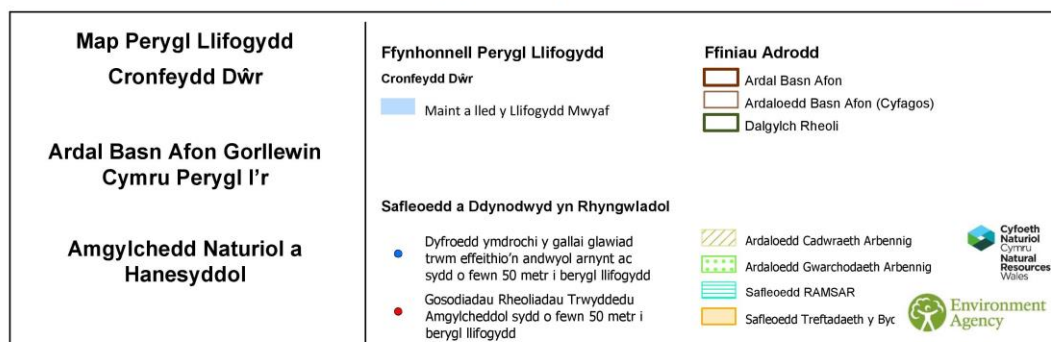 Map Perygl Llifogydd
Cronfeydd Dŵr
Ardal Basn Afon Gorllewin
Cymru Perygl I'r
Amgylchedd Naturiol a
Hanesyddol
Ffynhonnell Perygl Llifogydd
Cronfeydd Dŵr
Maint a lled y Llifogydd Mwyaf
Ffiniau Adrodd
Ardal Basn Afon
Ardaloedd Basn Afon (Cyfagos)
Dalgylch Rheoli
Safleoedd a Ddynodwyd yn Rhyngwladol
Dyfroedd ymdrochi y gallai glawiad
trwm effeithio'n andwyol arnynt ac
sydd o fewn 50 metr i berygl llifogydd
Gosodiadau Rheoliadau Trwyddedu
Amgylcheddol sydd o fewn 50 metr i
berygl llifogydd
Ardaloedd Cadwraeth Arbennig
Ardaloedd Gwarchodaeth Arbennig
Safleoedd RAMSAR
Safleoedd Treftadaeth y Byc
Cyfoeth
Naturiol
Cymru
Natural
Resources
Wales
Environment
Agency